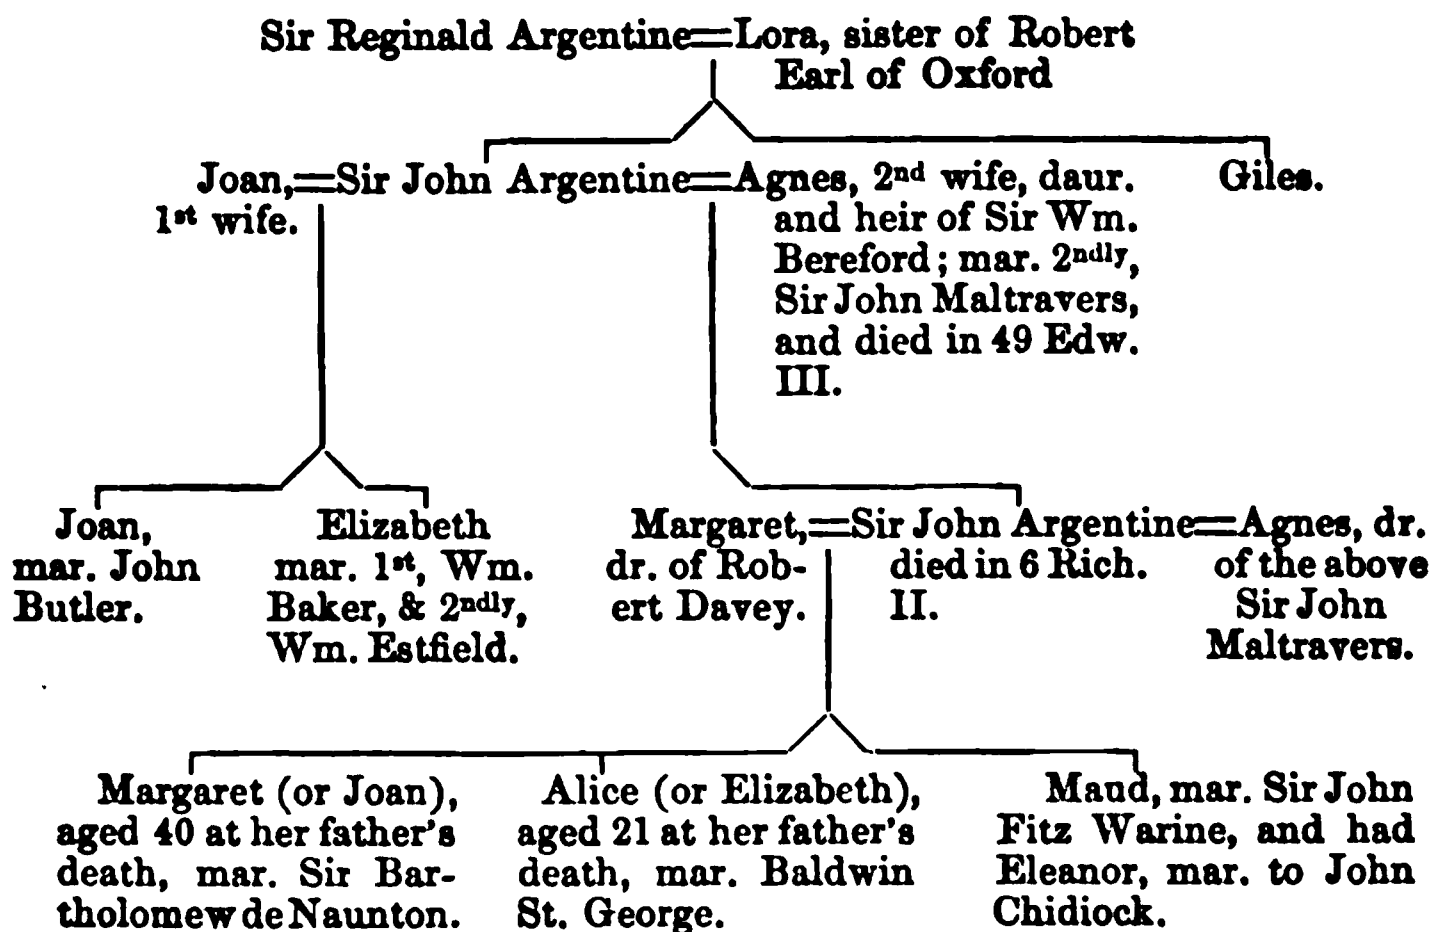 Sir Reginald Argentine=Lora, sister of Robert
Earl of Oxford
Joan,=Sir John Argentine=Agnes, 2nd wife, daur.
1st wife.
and heir of Sir Wm.
Bereford; mar. 2ndly,
Sir John Maltravers,
and died in 49 Edw.
III.
Giles.
Joan,
mar. John
Butler.
Elizabeth
mar. 1st, Wm.
Baker, & 2ndly,
Wm. Estfield.
Margaret,=Sir John Argentine=Agnes, dr.
dr. of Rob-
ert Davey.
died in 6 Rich.
II.
of the above
Sir John
Maltravers.
Margaret (or Joan),
aged 40 at her father's
death, mar. Sir Bar-
tholomew de Naunton.
Alice (or Elizabeth),
aged 21 at her father's
death, mar. Baldwin
St. George.
Maud, mar. Sir John
Fitz Warine, and had
Eleanor, mar. to John
Chidiock.